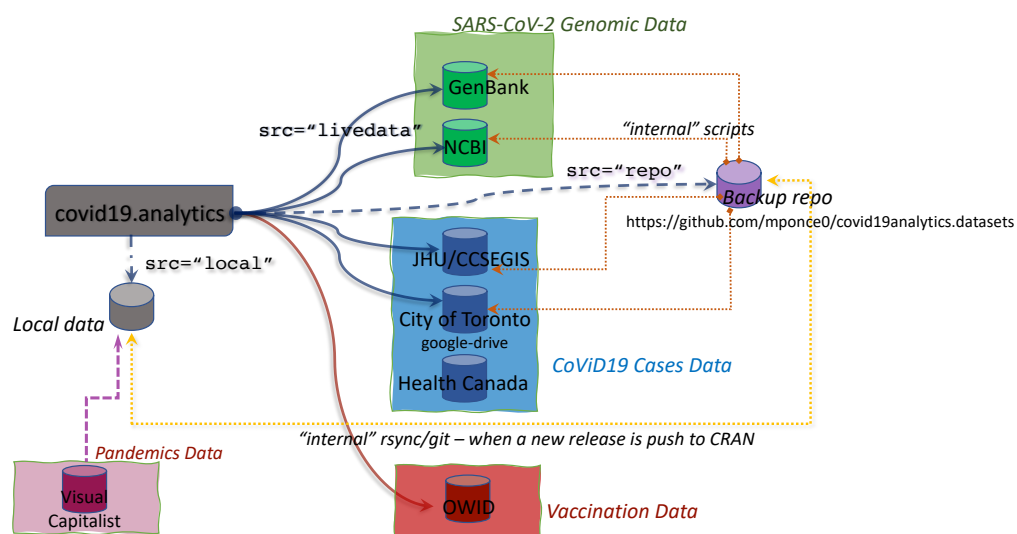 SARS-CoV-2 Genomic Data
GenBank
src=“livedata”
“internal” scripts
NCBI
src=“repo”
covid19.analytics
Backup repo
https://github.com/mponce0/covid19analytics.datasets
JHU/CCSEGIS
src=“local”
Local data
City of Toronto
google-drive
Health Canada
CoViD19 Cases Data
“internal” rsync/git – when a new release is push to CRAN
Pandemics Data
Visual
Capitalist
OWID
Vaccination Data